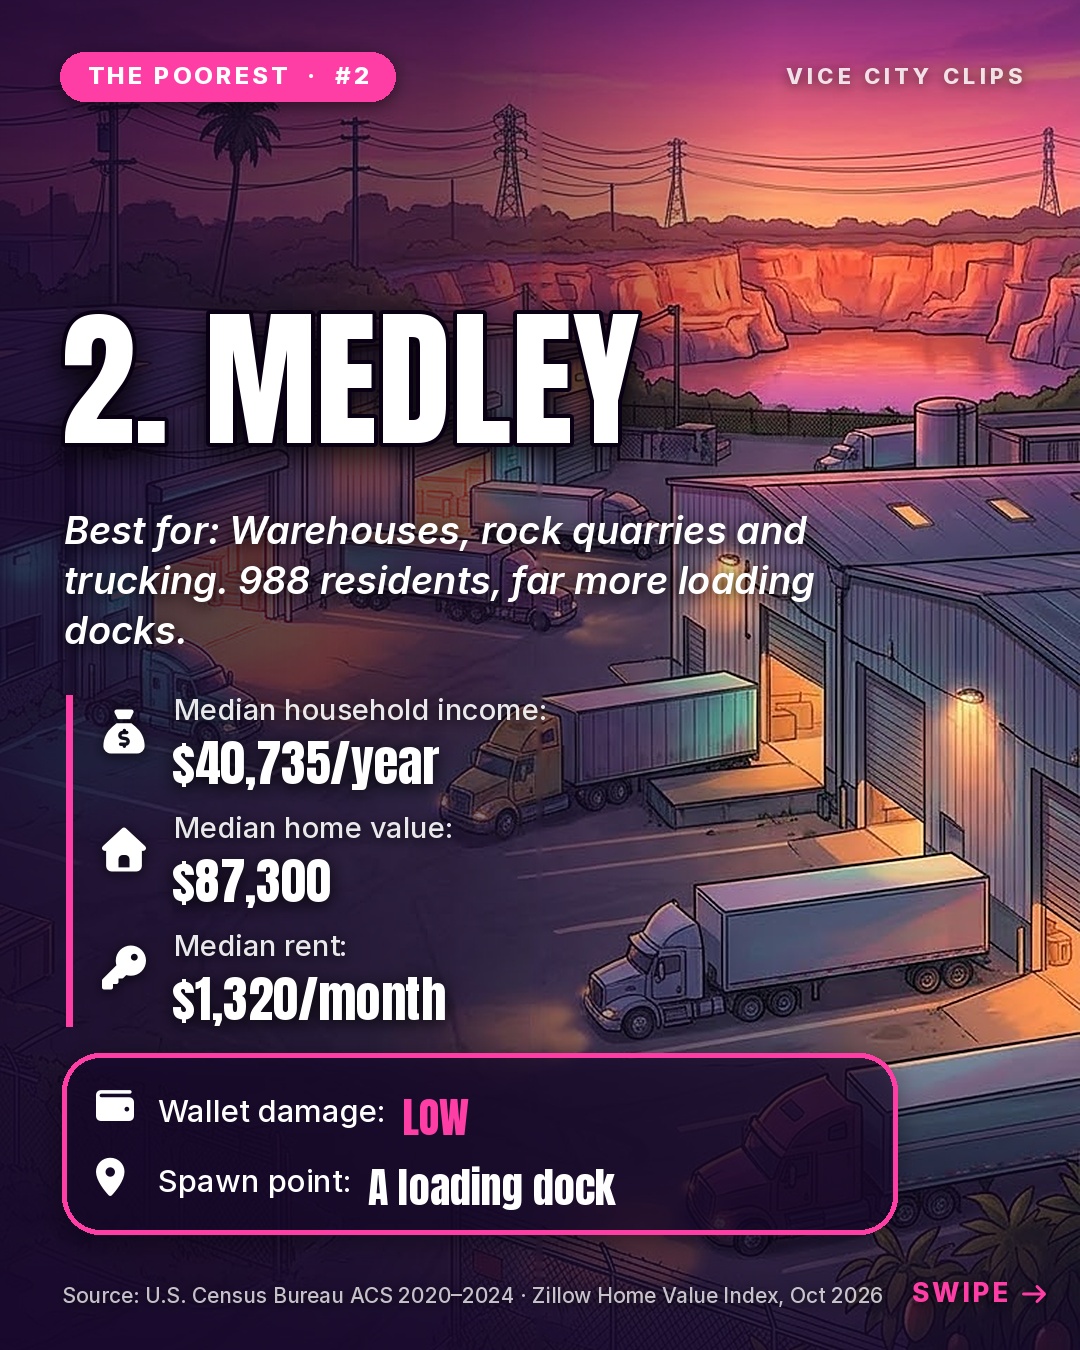 THE POOREST · #2
VICE CITY CLIPS
2. MEDLEY
Best for: Warehouses, rock quarries and
trucking. 988 residents, far more loading
docks.
Median household income:
$40,735/year
Median home value:
$87,300
Median rent:
$1,320/month
Wallet damage: LOW
Spawn point: A loading dock
Source: U.S. Census Bureau ACS 2020–2024 · Zillow Home Value Index, Oct 2026
SWIPE →